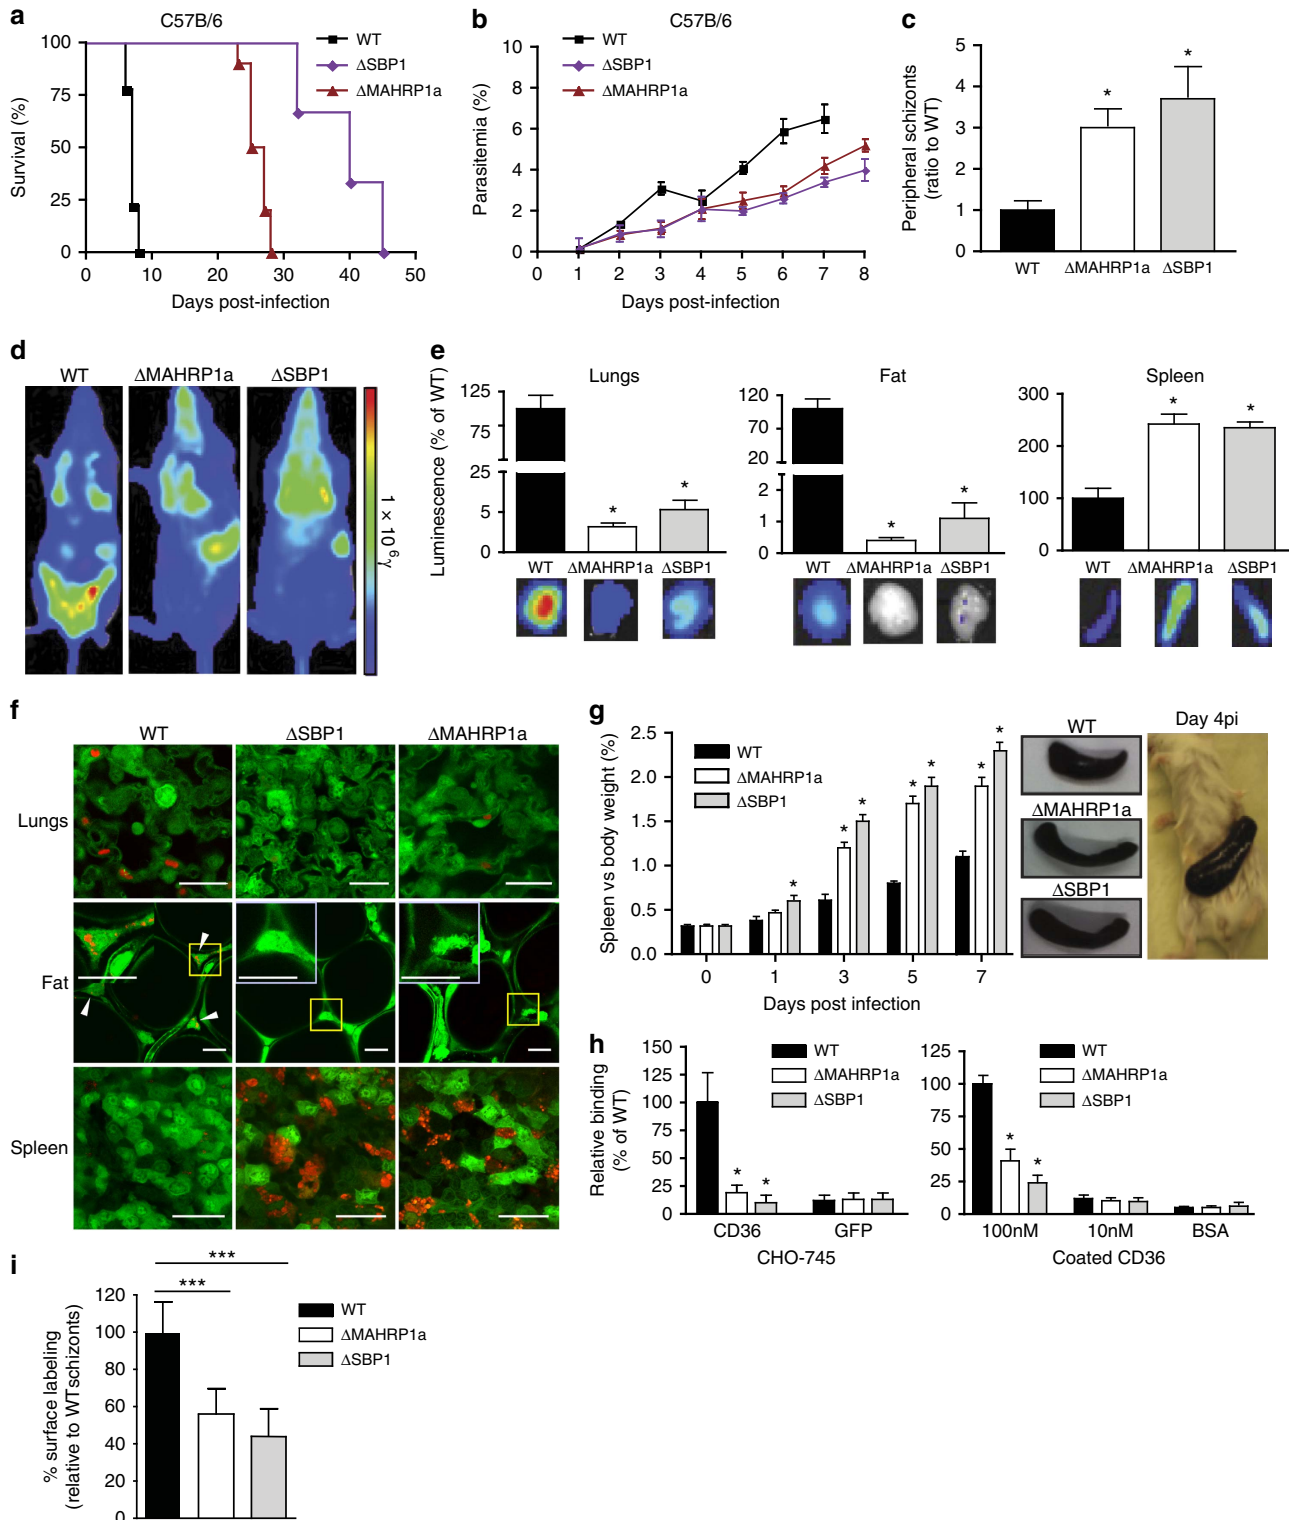 a
C57B/6
WT
ΔSBP1
ΔMAHRP1a
Survival (%)
100
75
50
25
0
0 10 20 30 40 50
Days post-infection
b
C57B/6
WT
ΔSBP1
ΔMAHRP1a
Parasitemia (%)
10
8
6
4
2
0
0 1 2 3 4 5 6 7 8
Days post-infection
c
Peripheral schizonts
(ratio to WT)
5
4
3
2
1
0
* *
WT ΔMAHRP1a ΔSBP1
d
WT ΔMAHRP1a ΔSBP1
1 × 10⁶γ
e
Luminescence (% of WT)
Lungs
125
75
25
5
0
* *
WT ΔMAHRP1a ΔSBP1
Fat
120
70
20
2
1
0
* *
WT ΔMAHRP1a ΔSBP1
Spleen
300
200
100
0
* *
WT ΔMAHRP1a ΔSBP1
f
WT ΔSBP1 ΔMAHRP1a
Lungs
Fat
Spleen
g
Spleen vs body weight (%)
2.5
2.0
1.5
1.0
0.5
0.0
WT
ΔMAHRP1a
ΔSBP1
* * * * * * *
0 1 3 5 7
Days post infection
WT
ΔMAHRP1a
ΔSBP1
Day 4pi
h
Relative binding
(% of WT)
150
125
100
75
50
25
0
WT
ΔMAHRP1a
ΔSBP1
* *
CD36 GFP
CHO-745
125
100
75
50
25
0
WT
ΔMAHRP1a
ΔSBP1
* *
100nM 10nM BSA
Coated CD36
i
% surface labeling
(relative to WTschizonts)
120
100
80
60
40
20
0
***
***
WT
ΔMAHRP1a
ΔSBP1